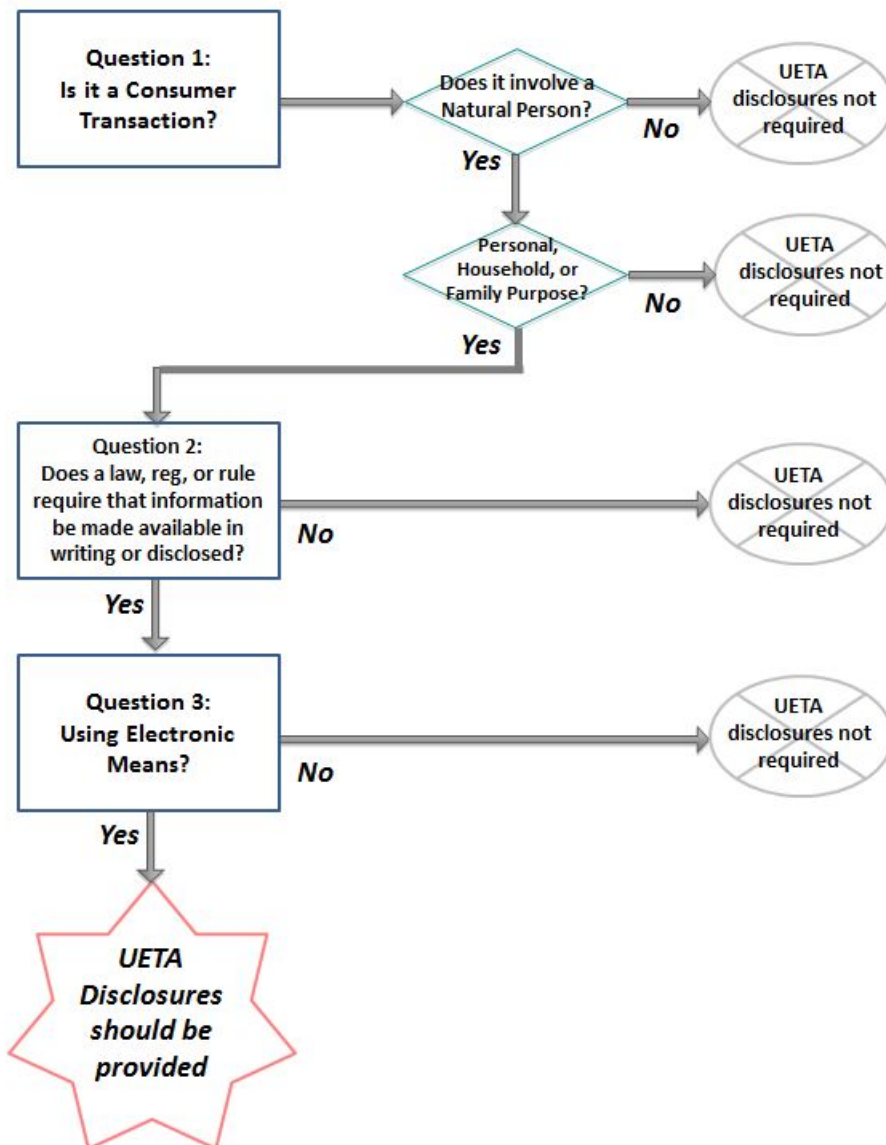 Question 1:
Is it a Consumer
Transaction?
Does it involve a
Natural Person?
No
UETA
disclosures not
required
Yes
Personal,
Household, or
Family Purpose?
No
UETA
disclosures not
required
Yes
Question 2:
Does a law, reg, or rule
require that information
be made available in
writing or disclosed?
No
UETA
disclosures not
required
Yes
Question 3:
Using Electronic
Means?
No
UETA
disclosures not
required
Yes
UETA
Disclosures
should be
provided